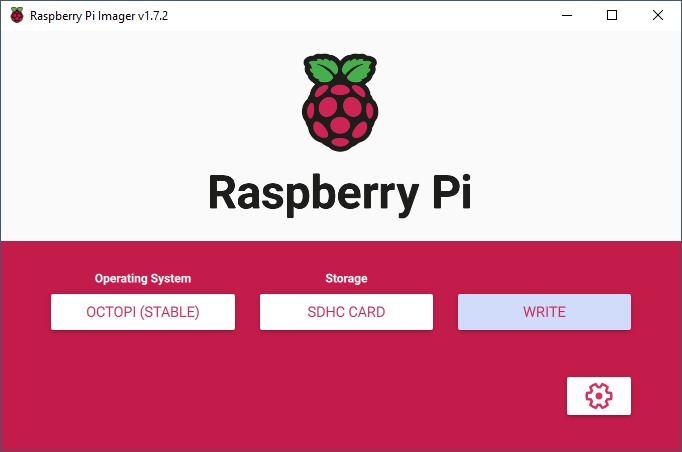 Raspberry Pi Imager v1.7.2
Raspberry Pi
Operating System
Storage
OCTOPI (STABLE)
SDHC CARD
WRITE